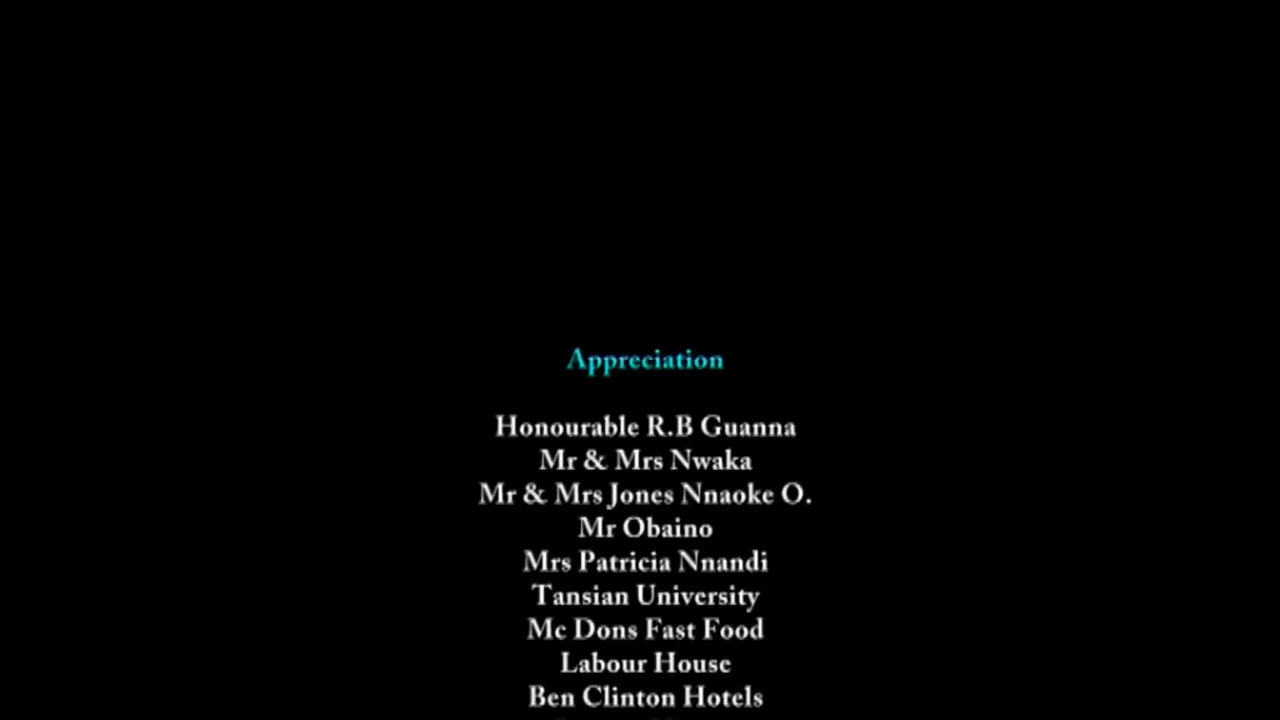 Appreciation
Honourable R.B Guanna
Mr & Mrs Nwaka
Mr & Mrs Jones Nnaoke O.
Mr Obaino
Mrs Patricia Nnandi
Tansian University
Mc Dons Fast Food
Labour House
Ben Clinton Hotels